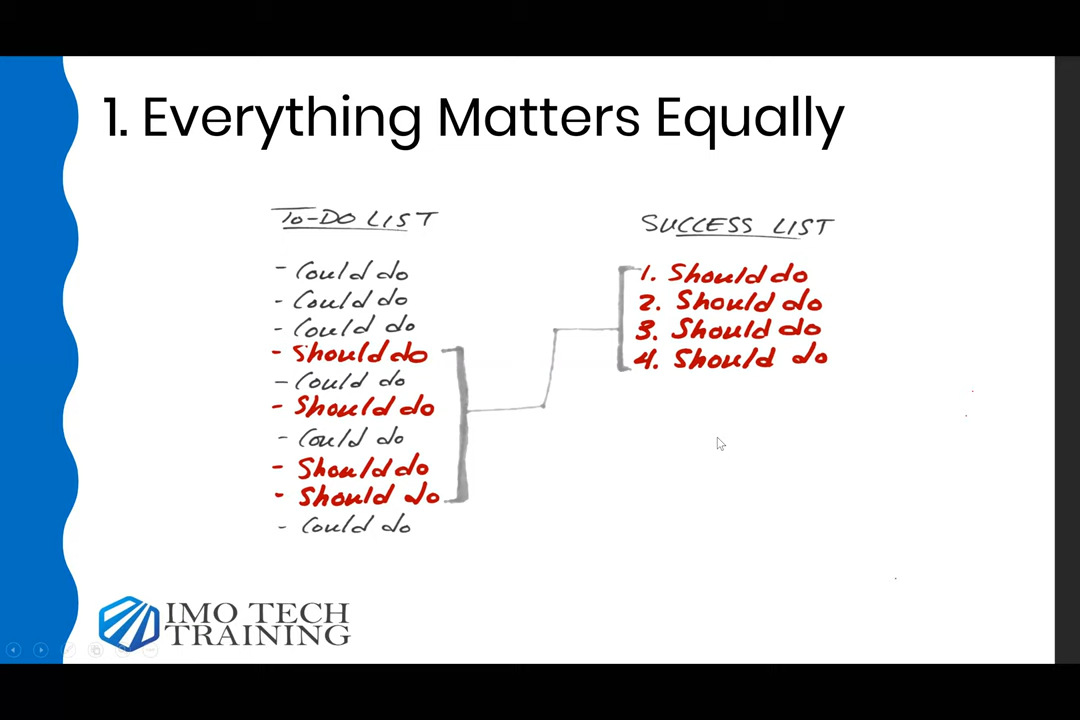 1. Everything Matters Equally
TO-DO LIST
- Could do
- Could do
- Could do
- Should do
- Could do
- Should do
- Could do
- Should do
- Should do
- Could do
SUCCESS LIST
1. Should do
2. Should do
3. Should do
4. Should do
IMO TECH
TRAINING